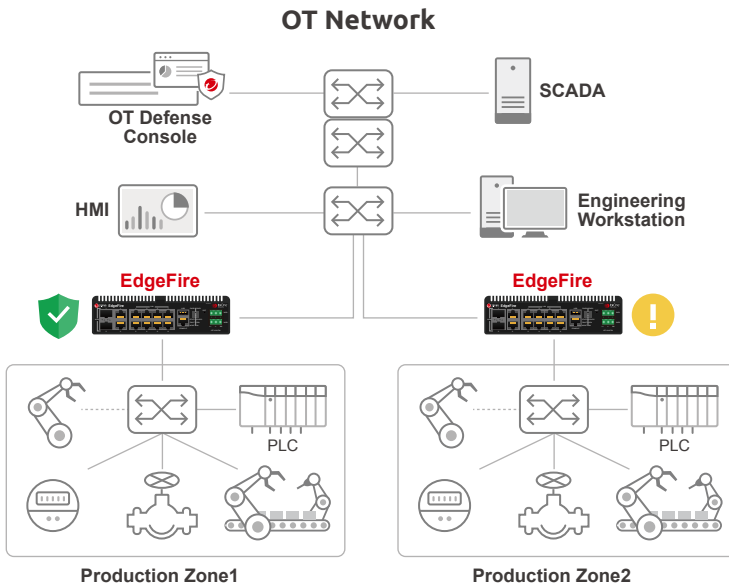 OT Network
OT Defense
Console
SCADA
HMI
Engineering
Workstation
EdgeFire
EdgeFire
PLC
PLC
Production Zone1
Production Zone2